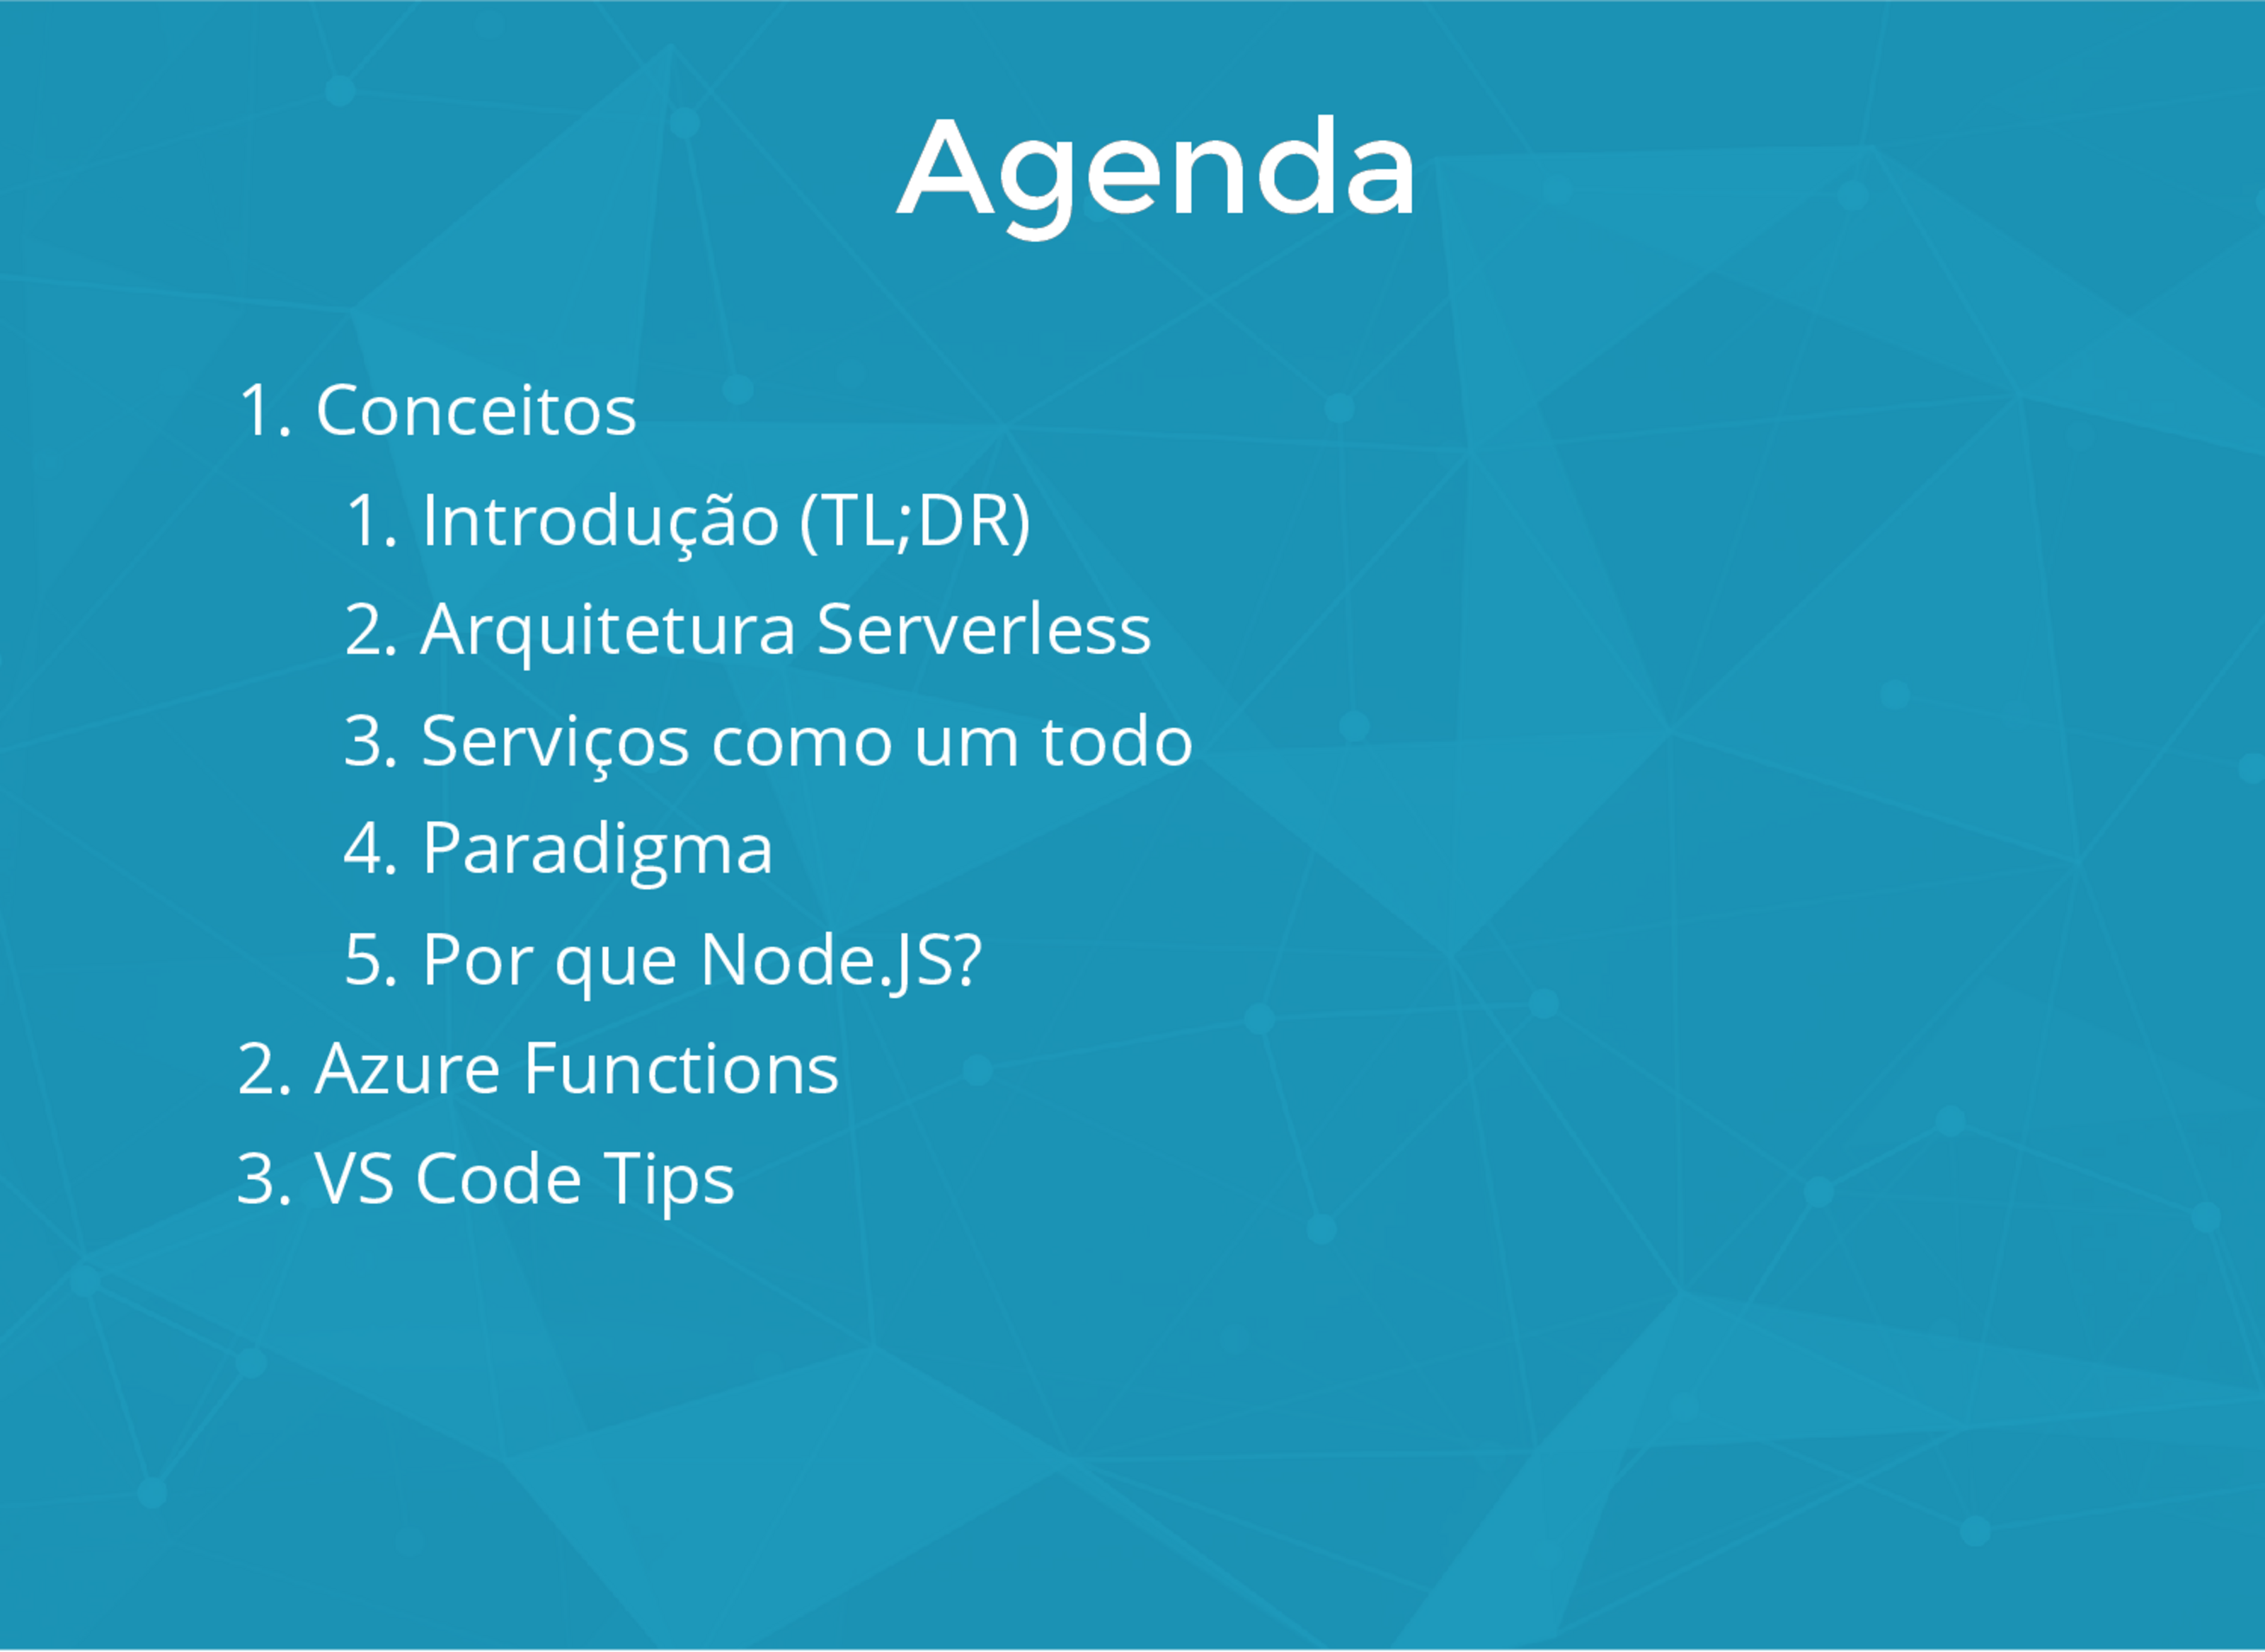 Agenda
1. Conceitos
1. Introdução (TL;DR)
2. Arquitetura Serverless
3. Serviços como um todo
4. Paradigma
5. Por que Node.JS?
2. Azure Functions
3. VS Code Tips